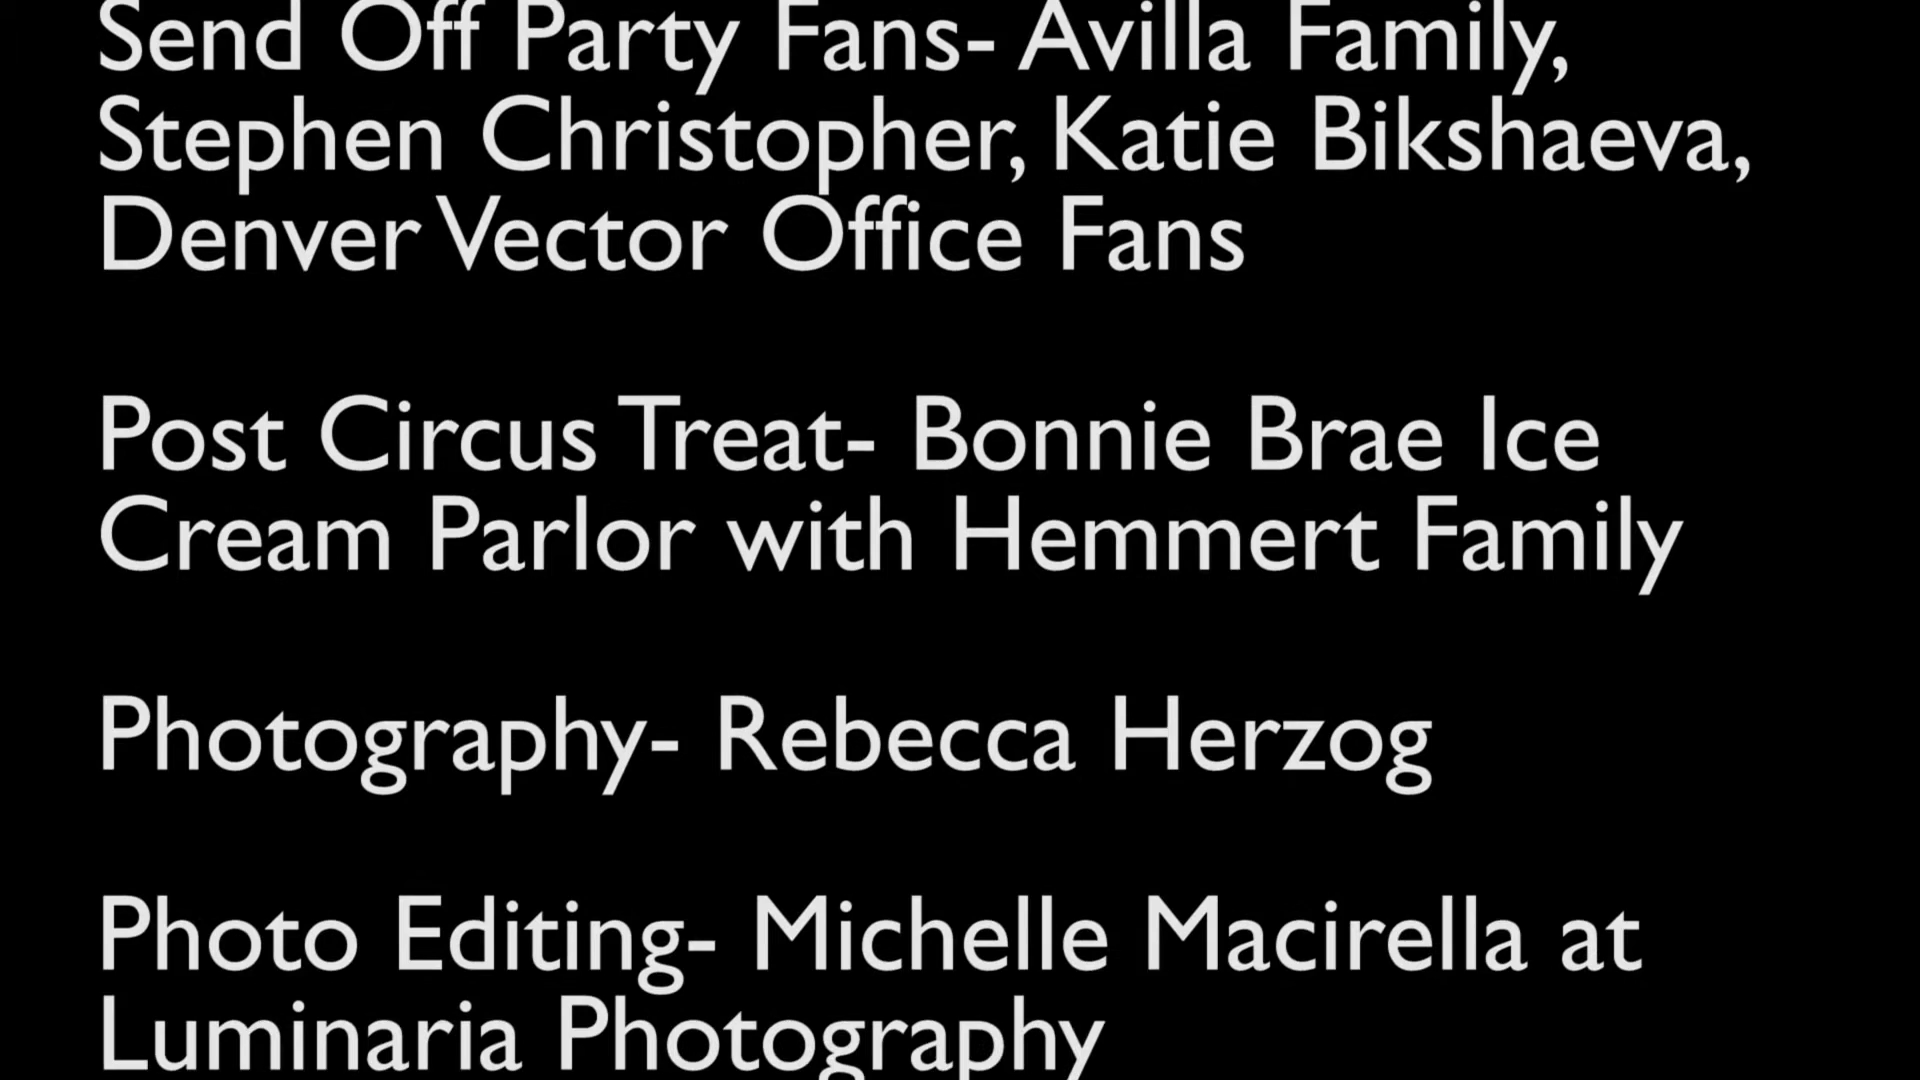 Send Off Party Fans- Avilla Family,
Stephen Christopher, Katie Bikshaeva,
Denver Vector Office Fans
Post Circus Treat- Bonnie Brae Ice
Cream Parlor with Hemmert Family
Photography- Rebecca Herzog
Photo Editing- Michelle Macirella at
Luminaria Photography